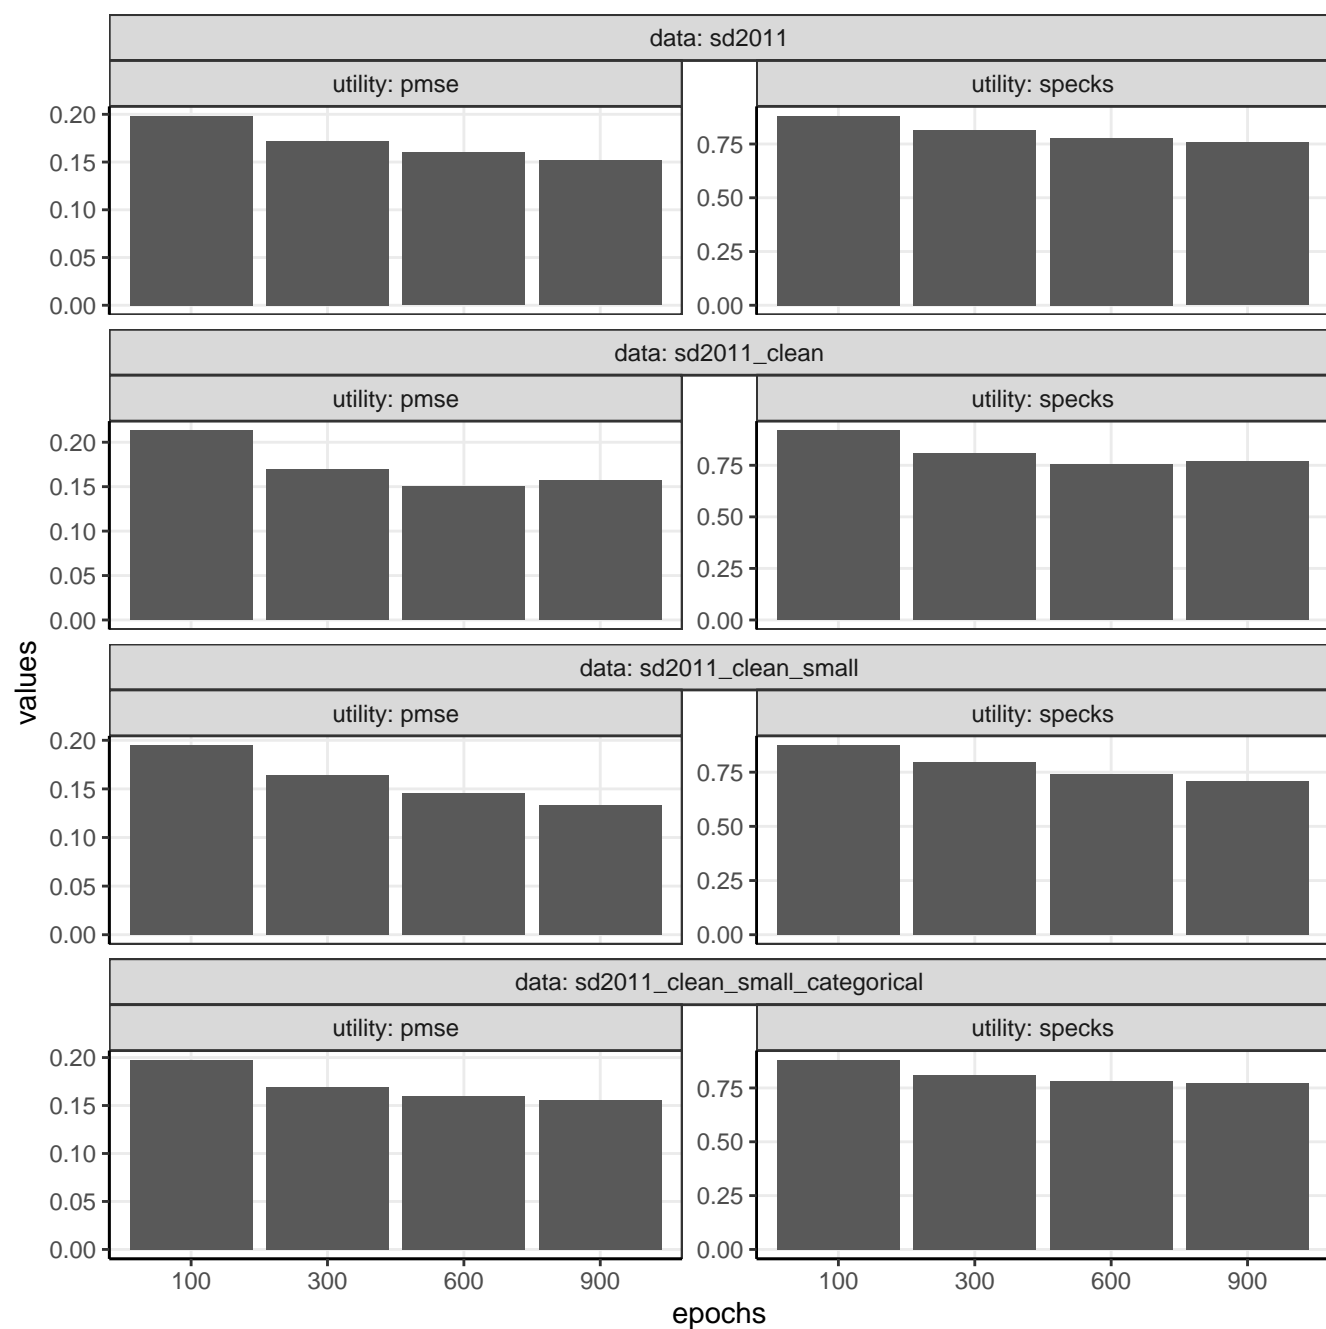 data: sd2011
utility: pmse
utility: specks
0.20
0.15
0.10
0.05
0.00
0.75
0.50
0.25
0.00
data: sd2011_clean
utility: pmse
utility: specks
0.20
0.15
0.10
0.05
0.00
0.75
0.50
0.25
0.00
values
data: sd2011_clean_small
utility: pmse
utility: specks
0.20
0.15
0.10
0.05
0.00
0.75
0.50
0.25
0.00
data: sd2011_clean_small_categorical
utility: pmse
utility: specks
0.20
0.15
0.10
0.05
0.00
0.75
0.50
0.25
0.00
100 300 600 900
100 300 600 900
epochs